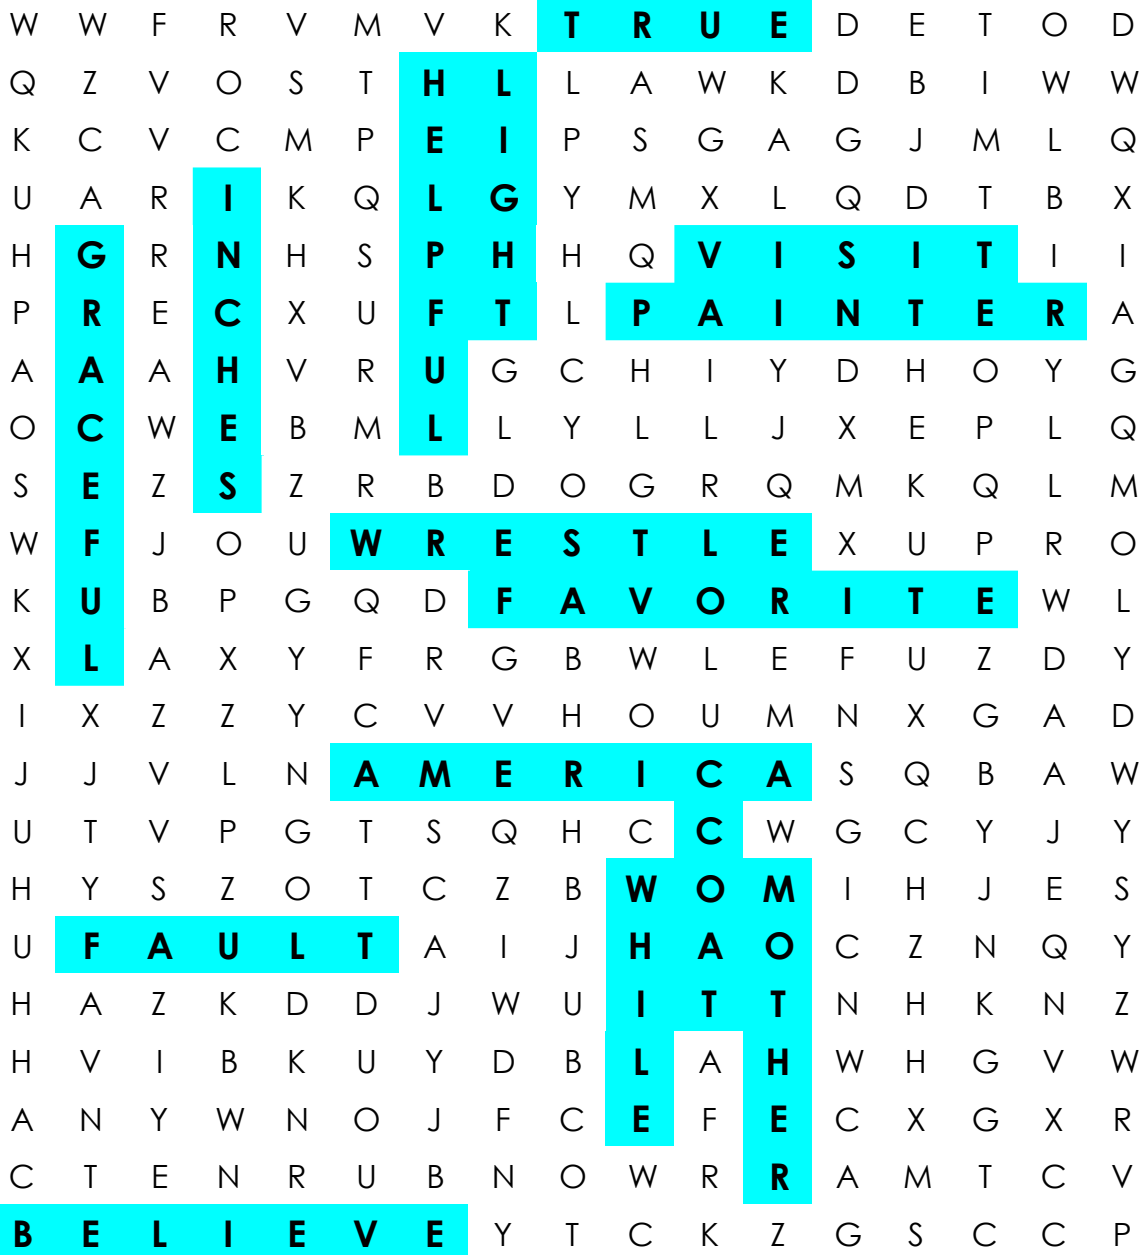 W W F R V M V K T R U E D E T O D
Q Z V O S T H L L A W K D B I W W
K C V C M P E I P S G A G J M L Q
U A R I K Q L G Y M X L Q D T B X
H G R N H S P H H Q V I S I T I I
P R E C X U F T L P A I N T E R A
A A A H V R U G C H I Y D H O Y G
O C W E B M L L Y L L J X E P L Q
S E Z S Z R B D O G R Q M K Q L M
W F J O U W R E S T L E X U P R O
K U B P G Q D F A V O R I T E W L
X L A X Y F R G B W L E F U Z D Y
I X Z Z Y C V V H O U M N X G A D
J J V L N A M E R I C A S Q B A W
U T V P G T S Q H C C W G C Y J Y
H Y S Z O T C Z B W O M I H J E S
U F A U L T A I J H A O C Z N Q Y
H A Z K D D J W U I T T N H K N Z
H V I B K U Y D B L A H W H G V W
A N Y W N O J F C E F E C X G X R
C T E N R U B N O W R R A M T C V
B E L I E V E Y T C K Z G S C C P